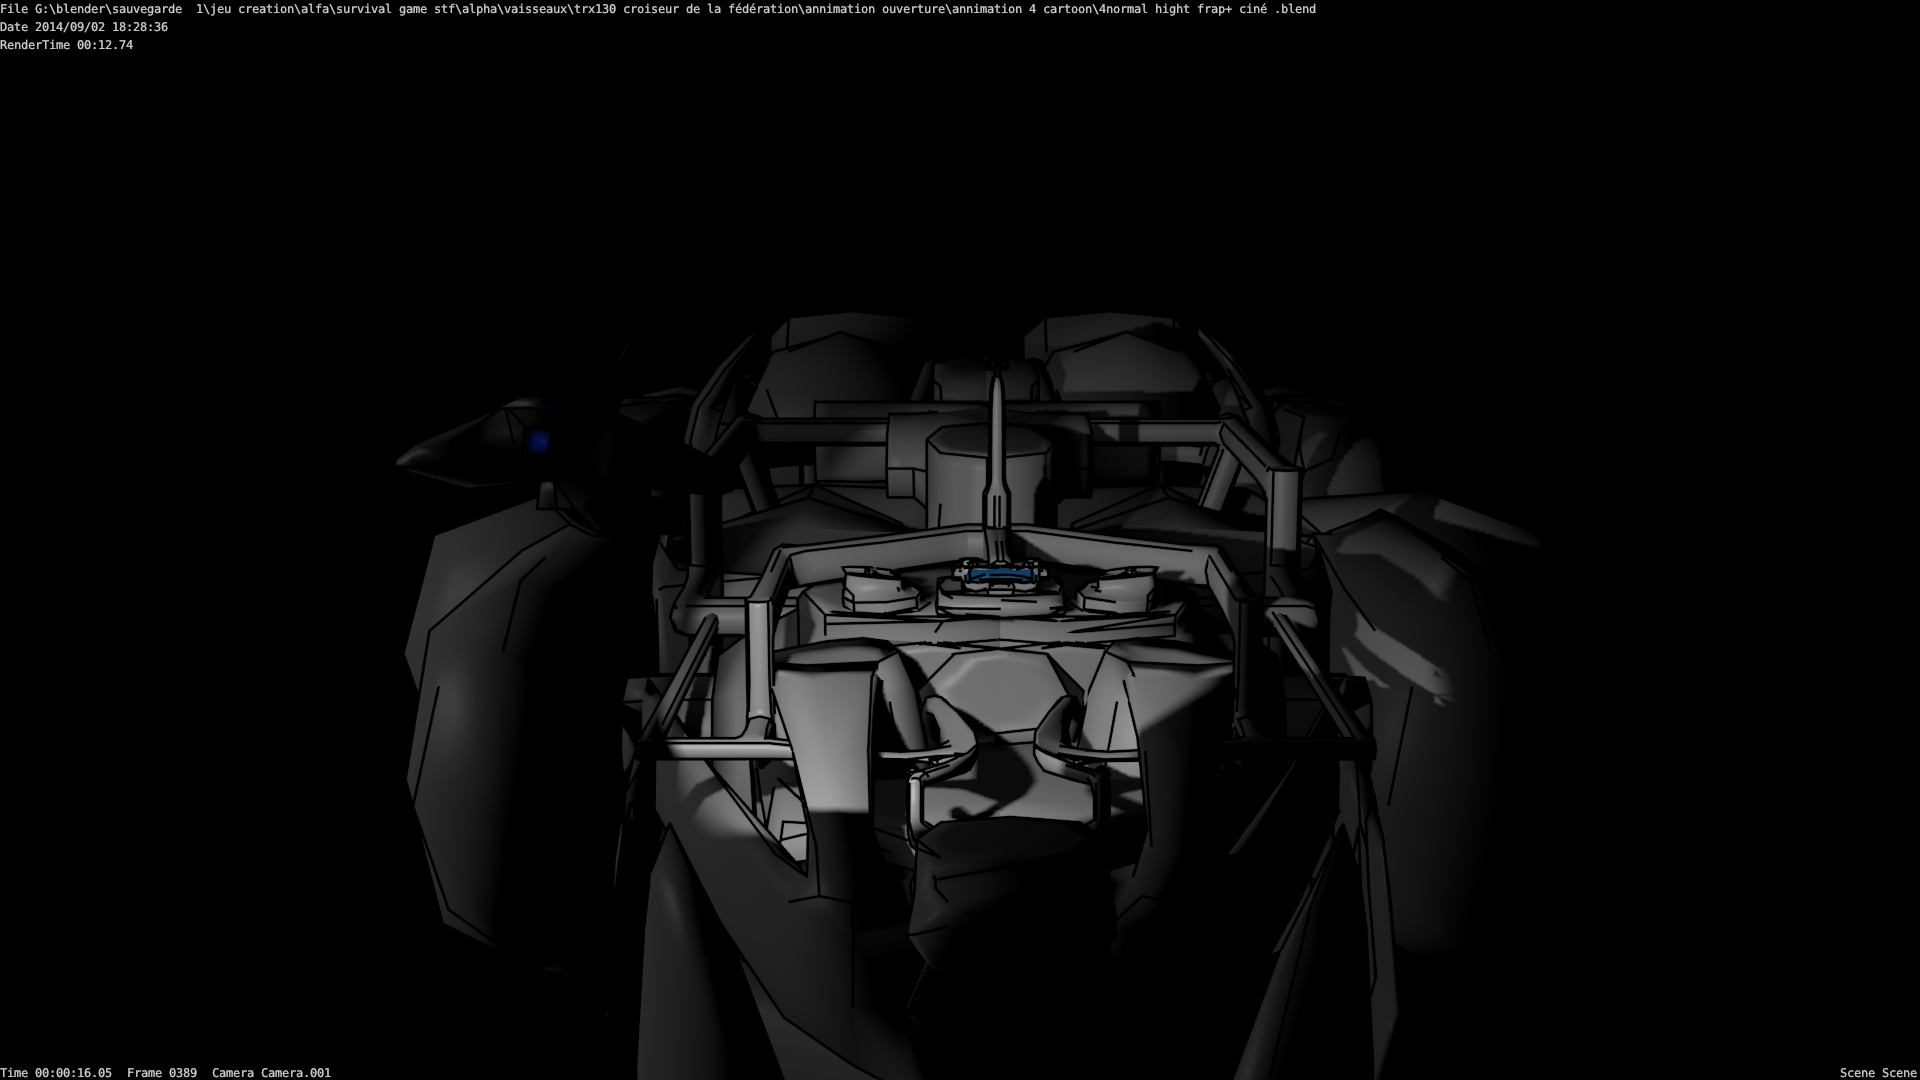 File G:\blender\sauvegarde  1\jeu creation\alfa\survival game stf\alpha\vaisseaux\trx130 croiseur de la fédération\annimation ouverture\annimation 4 cartoon\4normal hight frap+ ciné .blend
Date 2014/09/02 18:28:36
RenderTime 00:12.74
Time 00:00:16.05  Frame 0389  Camera Camera.001
Scene Scene